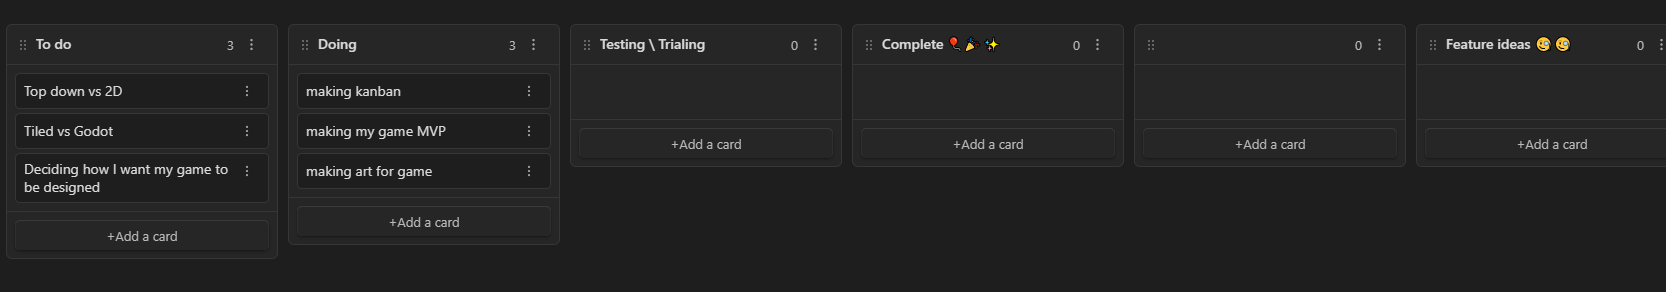 To do 3
Top down vs 2D
Tiled vs Godot
Deciding how I want my game to
be designed
+Add a card
Doing 3
making kanban
making my game MVP
making art for game
+Add a card
Testing \ Trialing 0
+Add a card
Complete 🎈🎉✨ 0
+Add a card
0
+Add a card
Feature ideas 🧐🧐 0
+Add a card